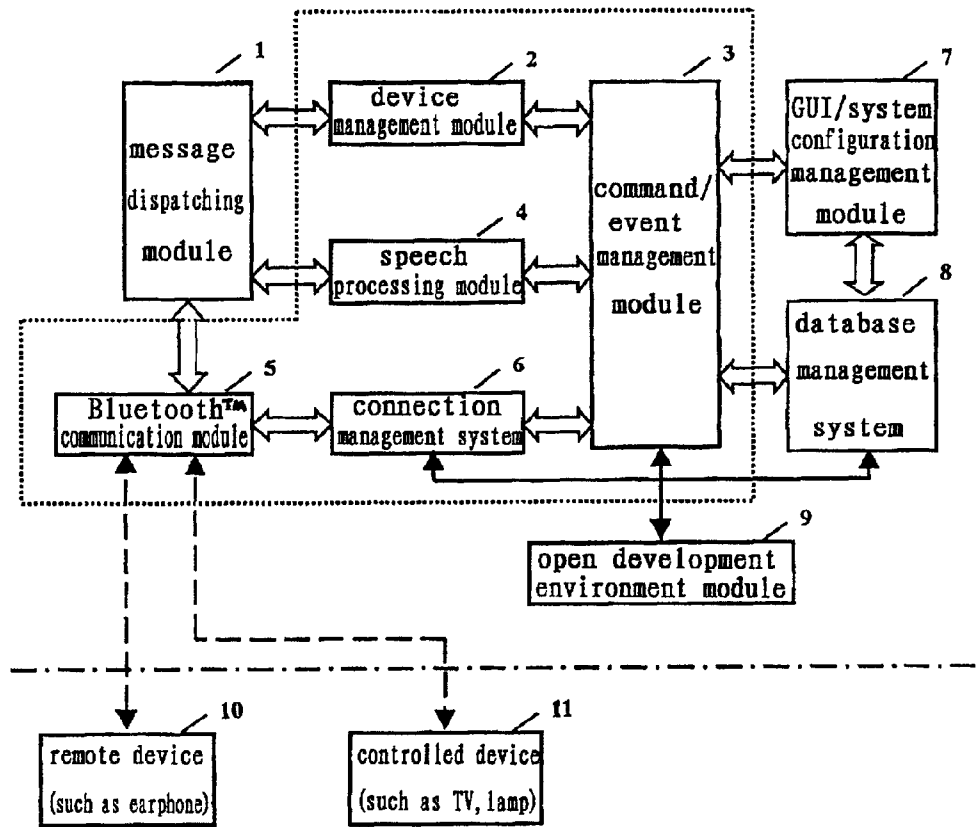 1
message
dispatching
module
2
device
management module
3
command/
event
management
module
7
GUI/system
configuration
management
module
4
speech
processing module
8
database
management
system
5
Bluetooth™
communication module
6
connection
management system
9
open development
environment module
10
remote device
(such as earphone)
11
controlled device
(such as TV, lamp)